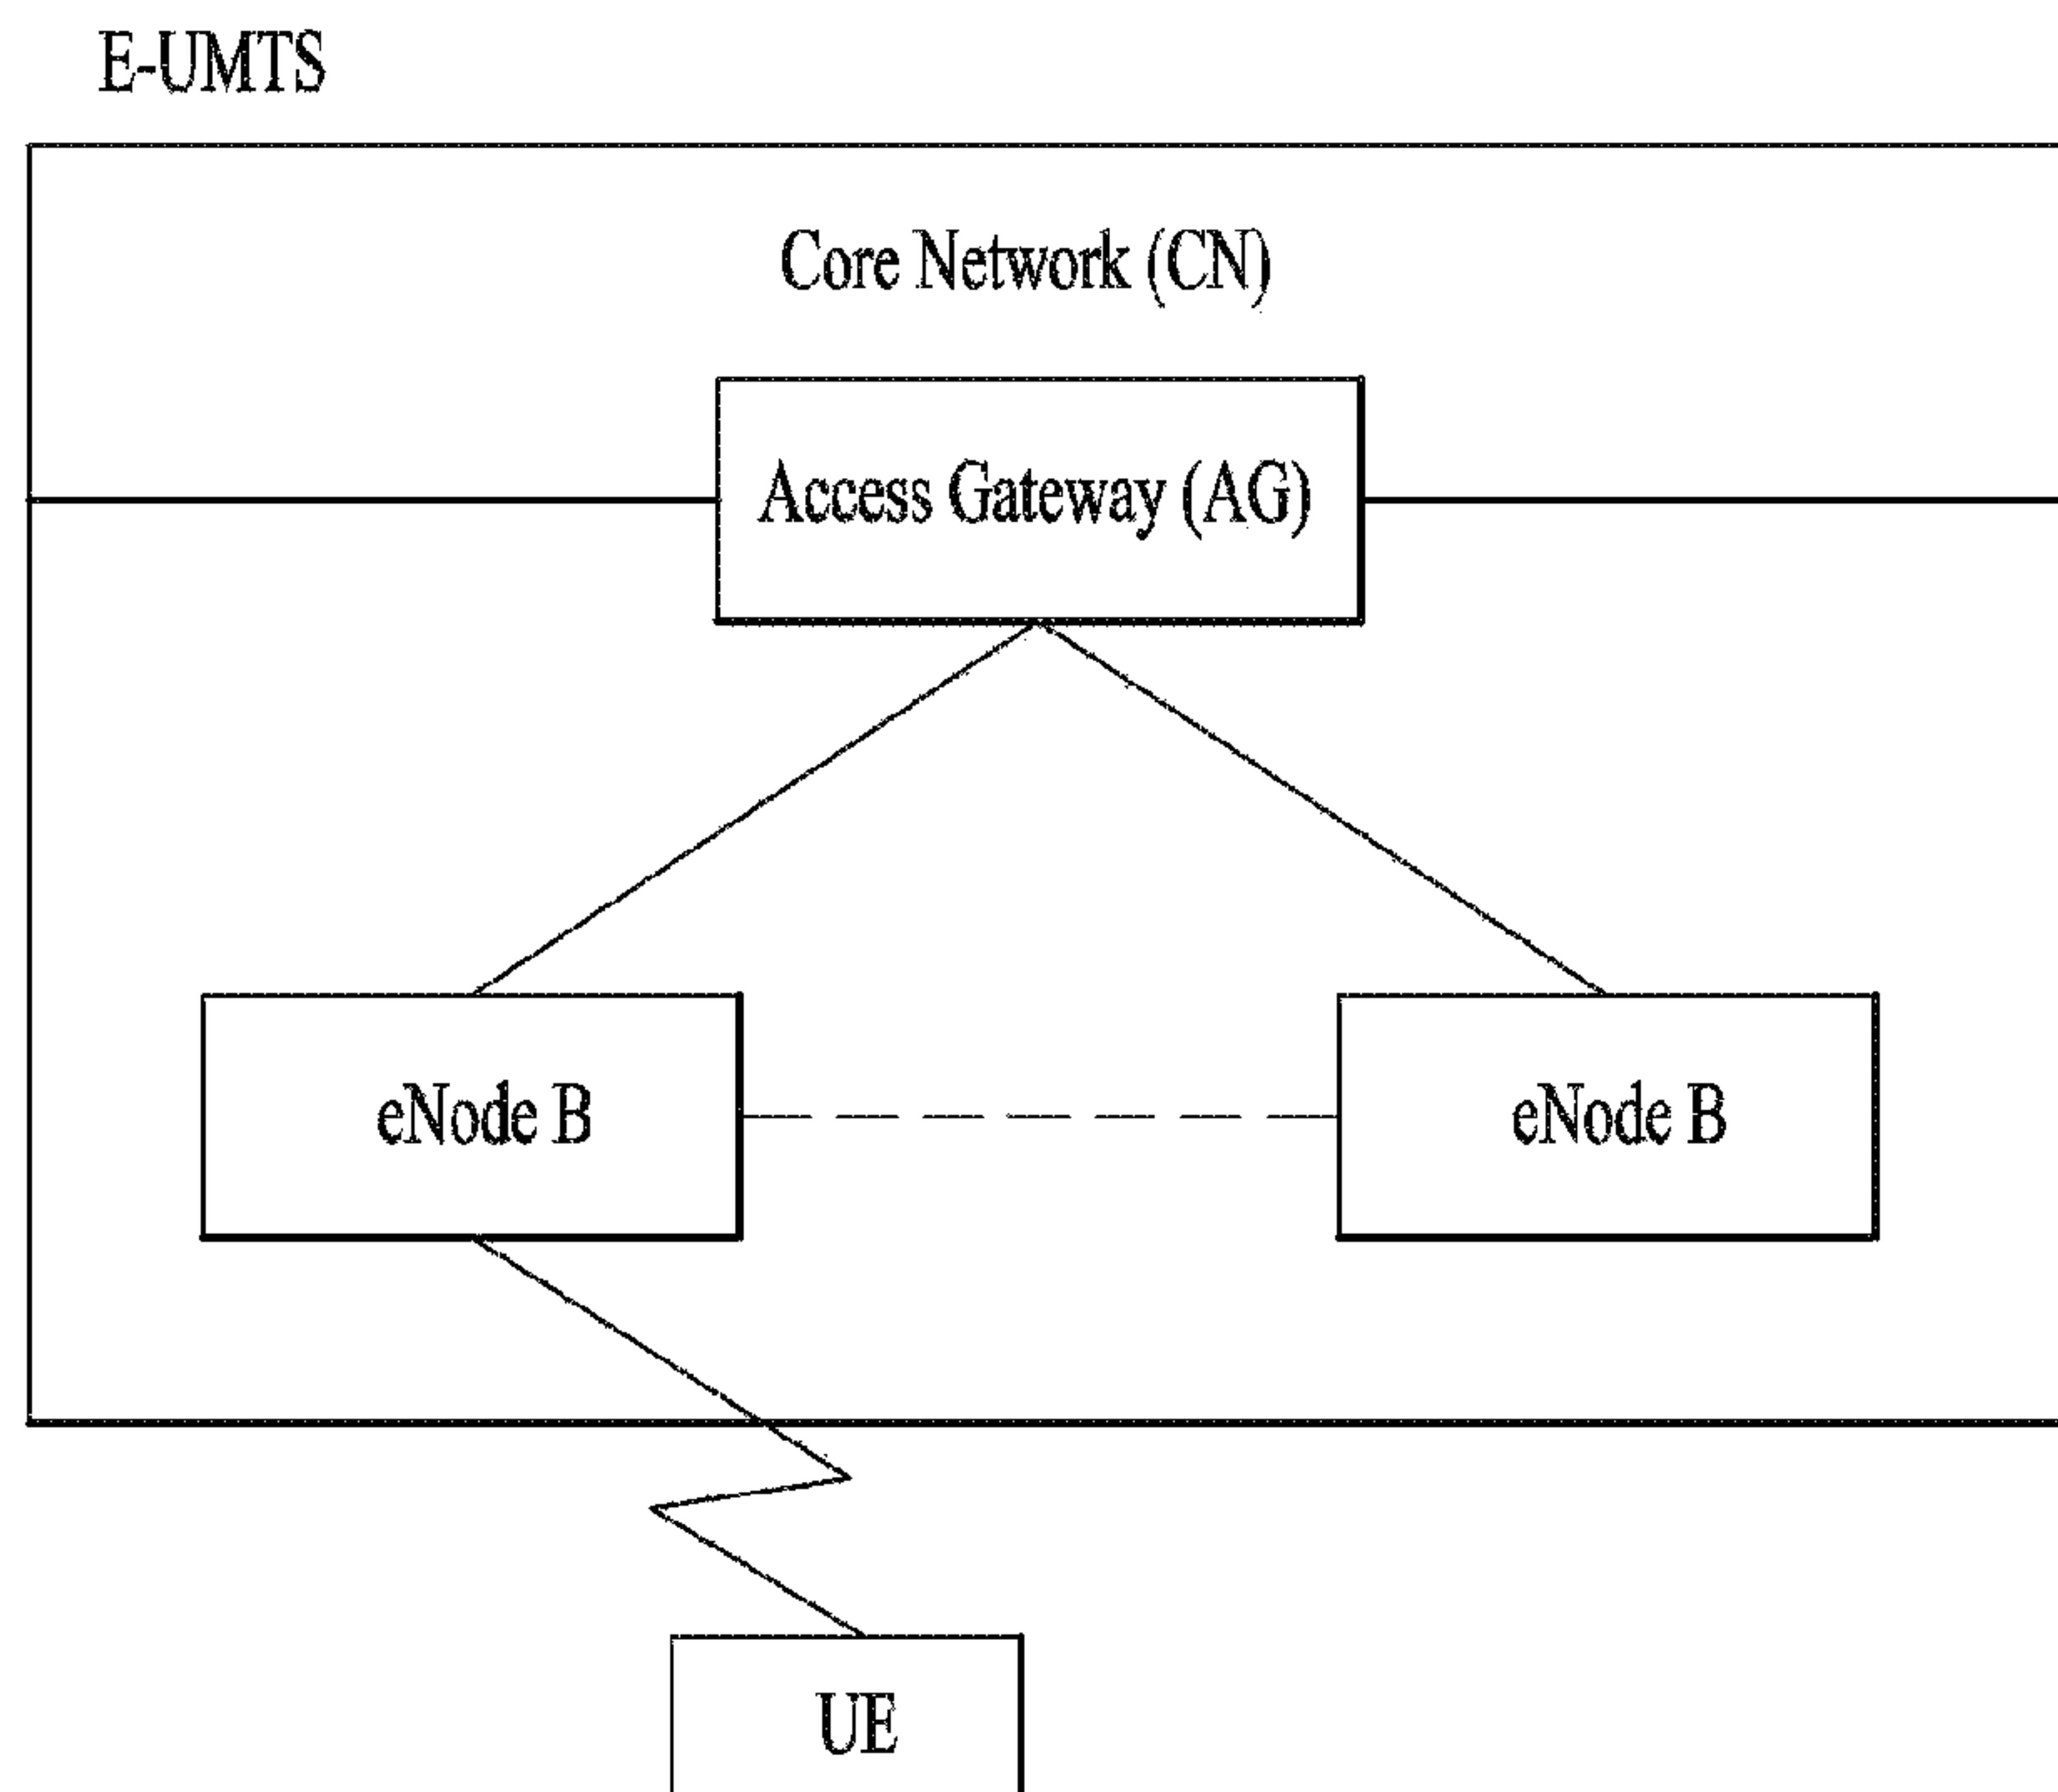 E-UMTS
Core Network (CN)
Access Gateway (AG)
eNode B
eNode B
UE